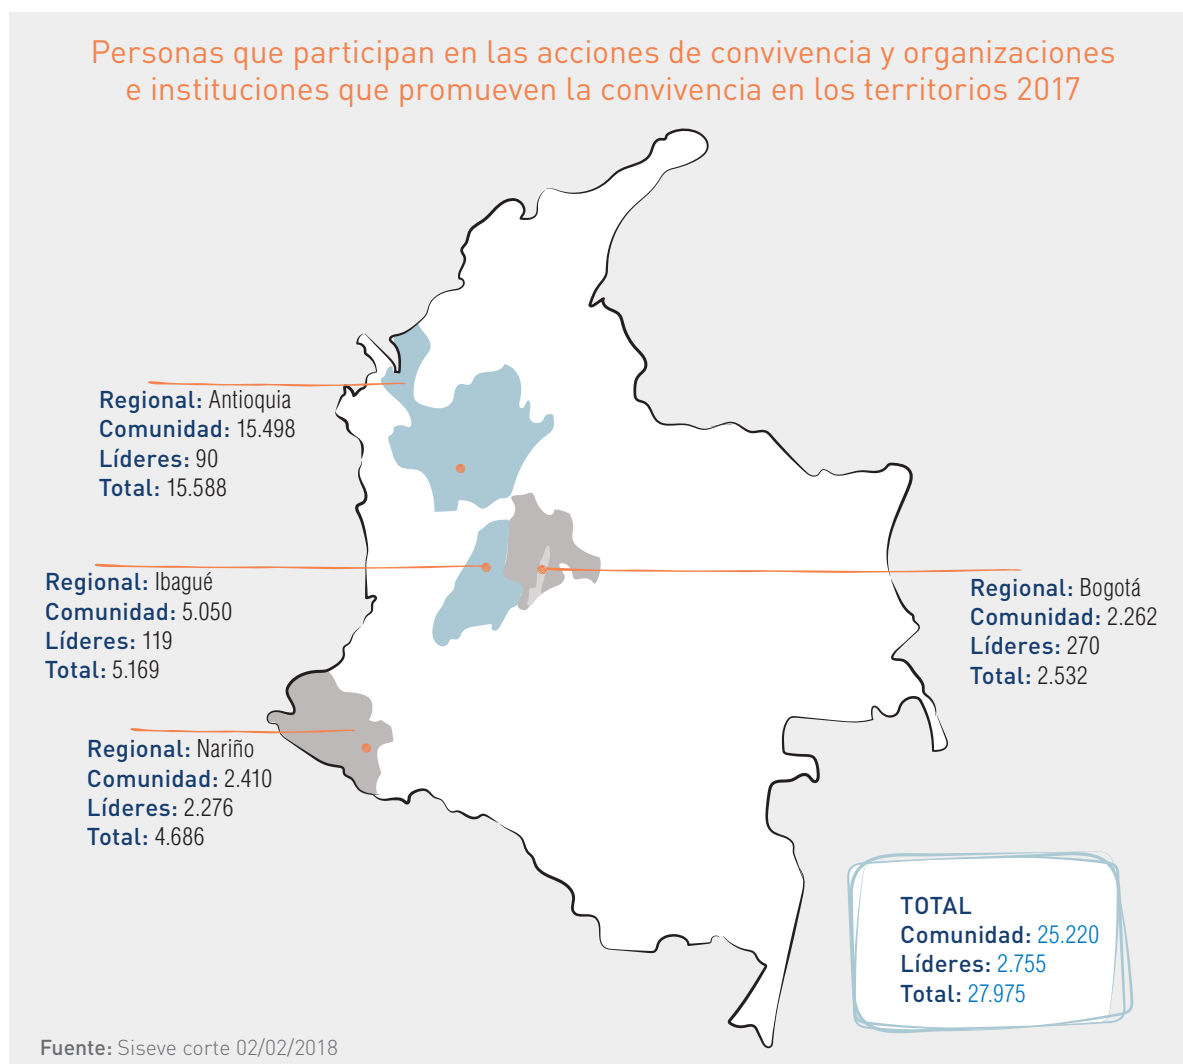 Personas que participan en las acciones de convivencia y organizaciones
e instituciones que promueven la convivencia en los territorios 2017
Regional: Antioquia
Comunidad: 15.498
Líderes: 90
Total: 15.588
Regional: Ibagué
Comunidad: 5.050
Líderes: 119
Total: 5.169
Regional: Bogotá
Comunidad: 2.262
Líderes: 270
Total: 2.532
Regional: Nariño
Comunidad: 2.410
Líderes: 2.276
Total: 4.686
TOTAL
Comunidad: 25.220
Líderes: 2.755
Total: 27.975
Fuente: Siseve corte 02/02/2018